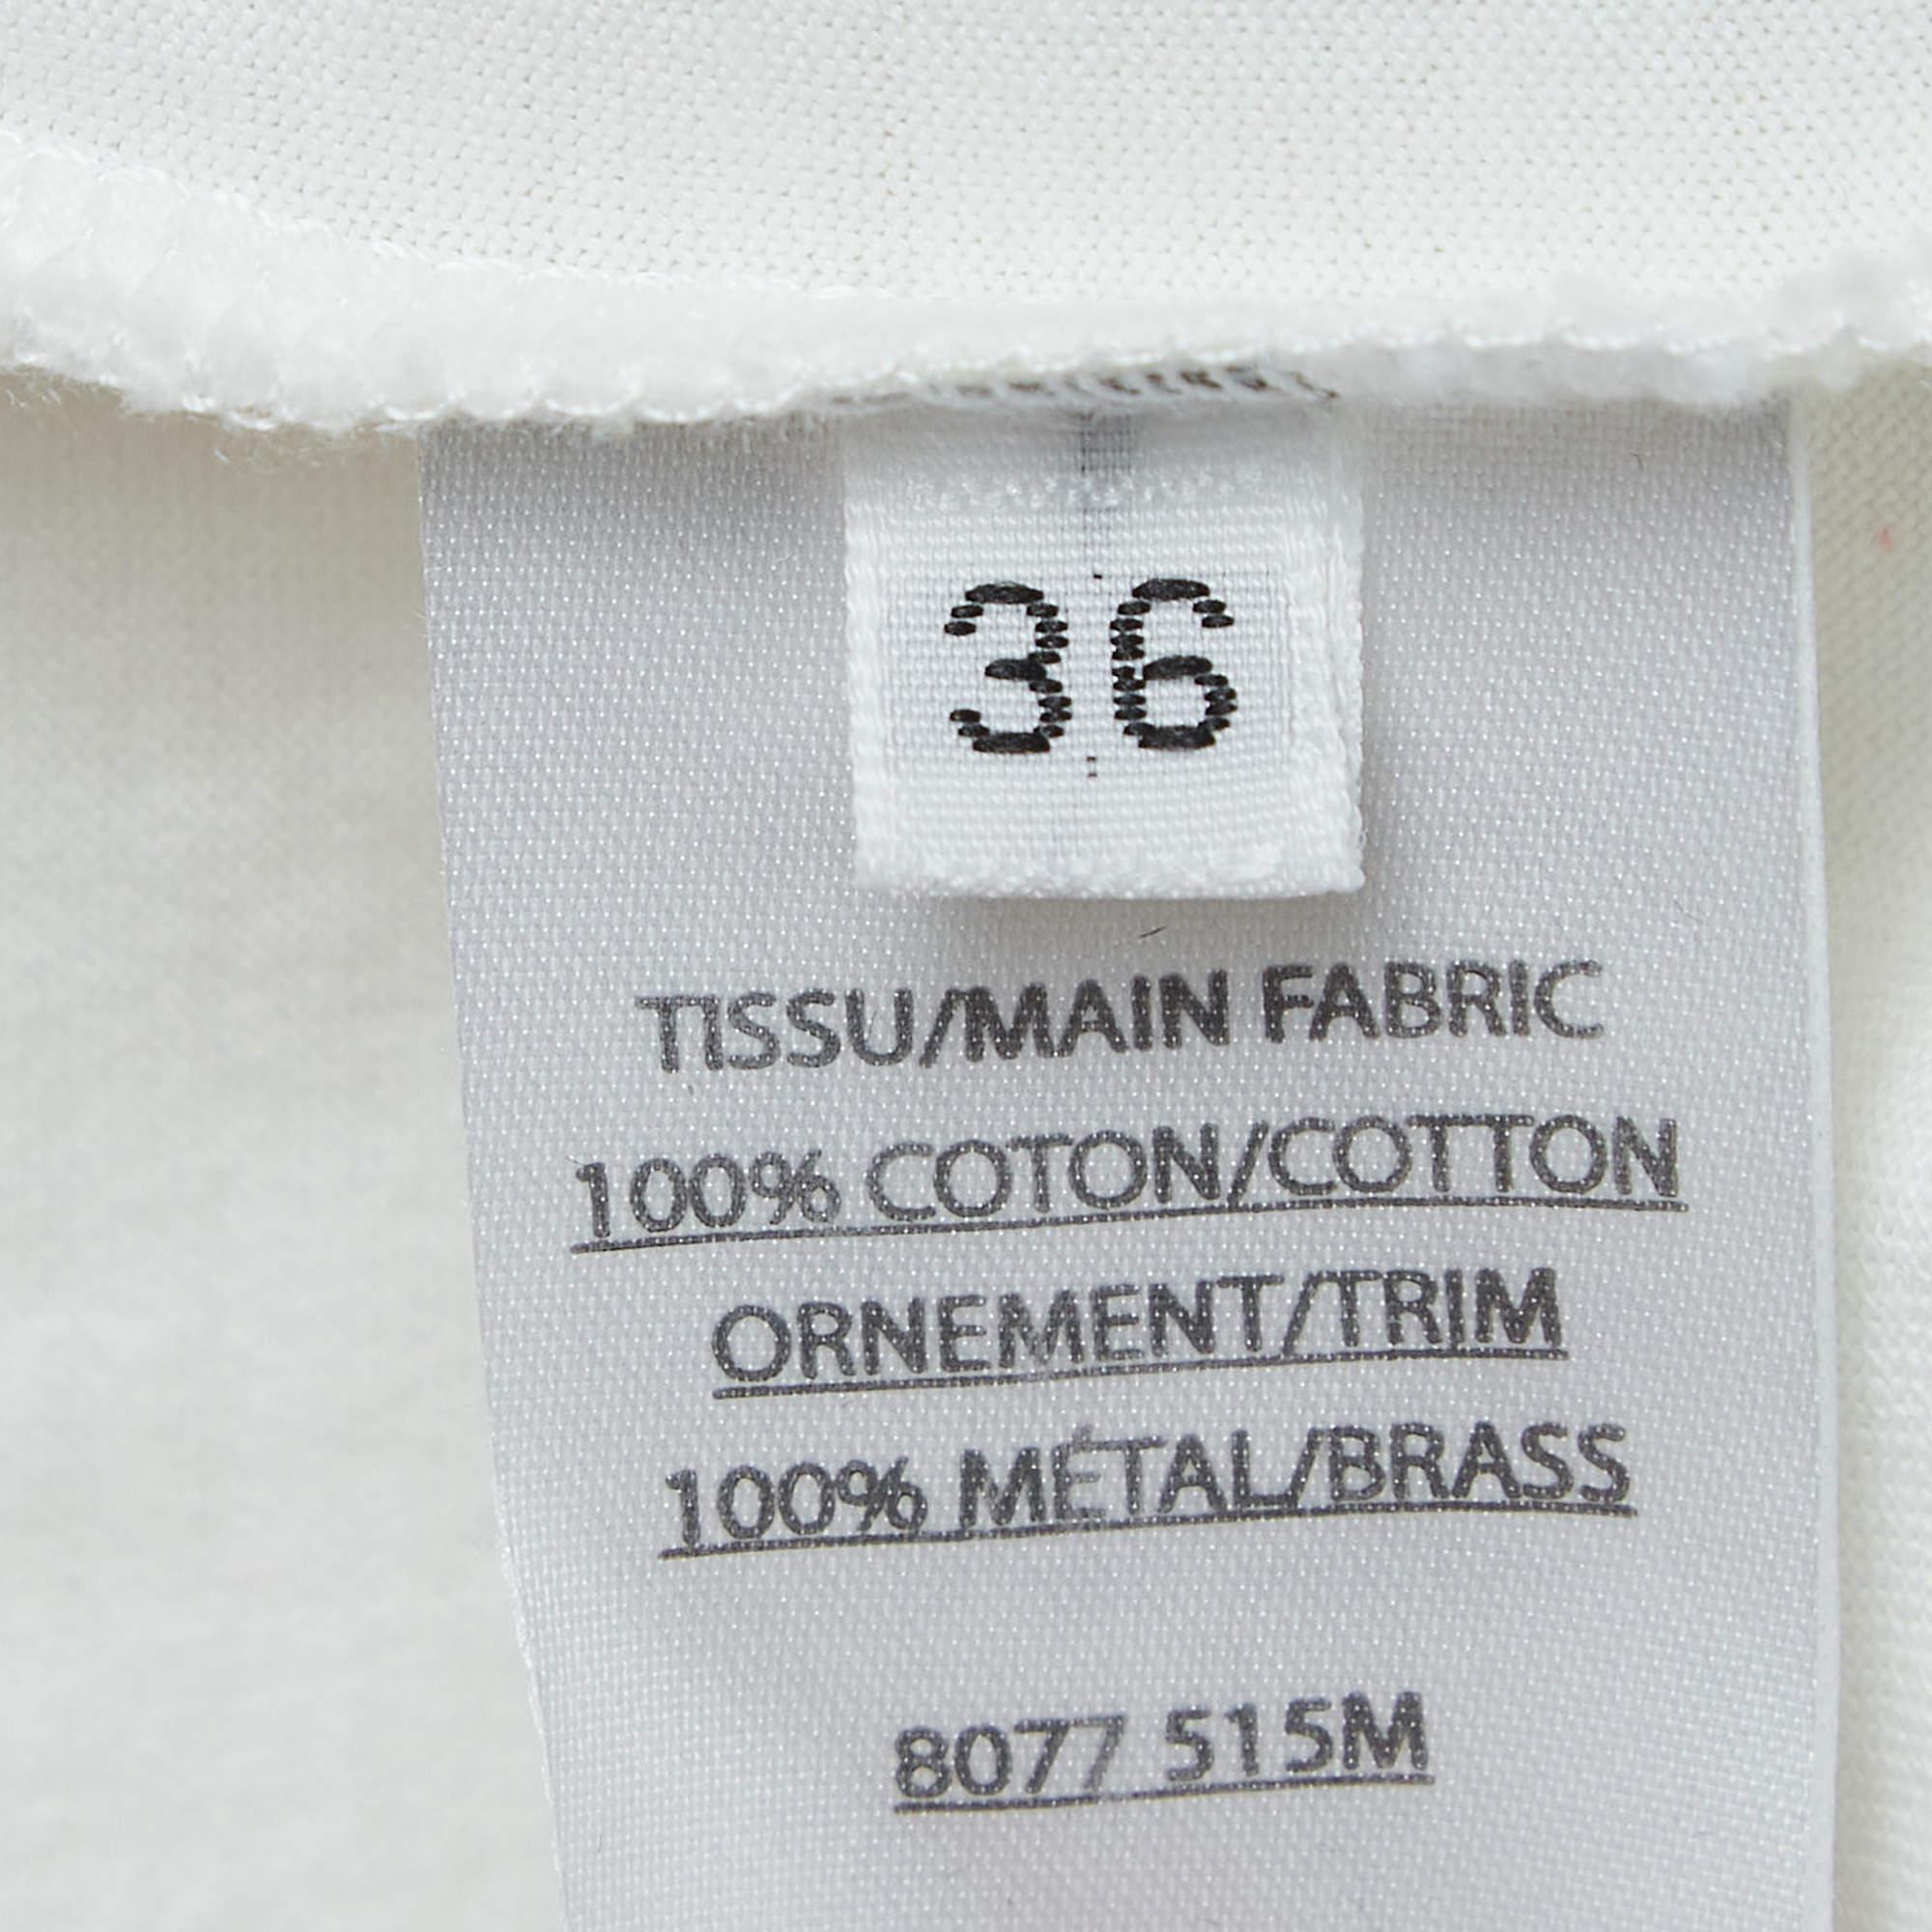 36
TISSU/MAIN FABRIC
100% COTON/COTTON
ORNEMENT/TRIM
100% MÉTAL/BRASS
8077 515M